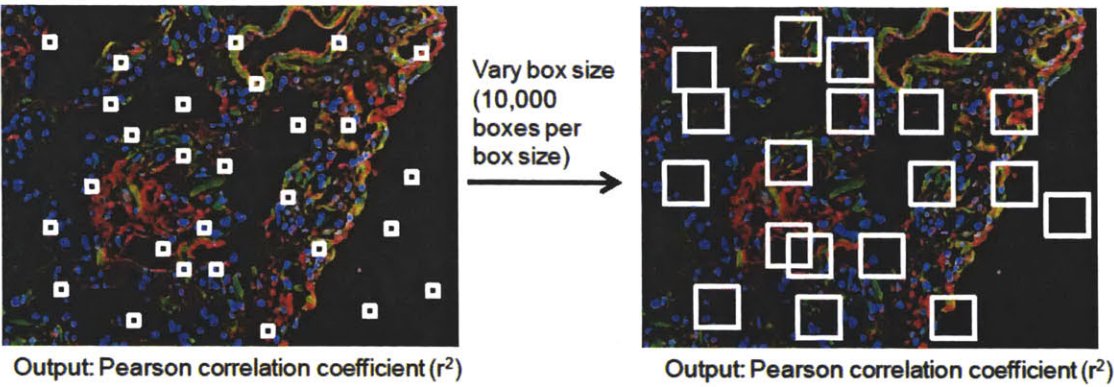 Vary box size
(10,000
boxes per
box size)
Output: Pearson correlation coefficient (r²)
Output: Pearson correlation coefficient (r²)